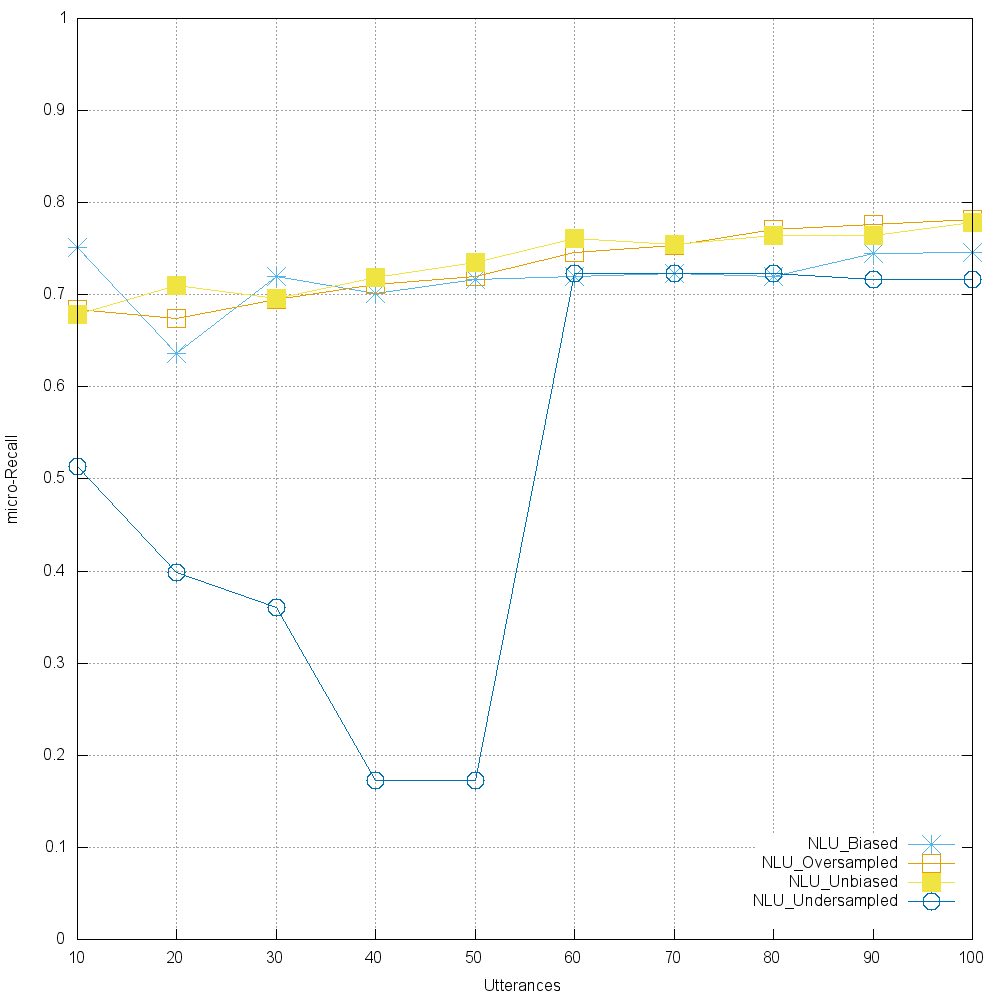 1
0.9
0.8
0.7
0.6
0.5
0.4
0.3
0.2
0.1
0
micro-Recall
NLU_Biased
NLU_Oversampled
NLU_Unbiased
NLU_Undersampled
10 20 30 40 50 60 70 80 90 100
Utterances